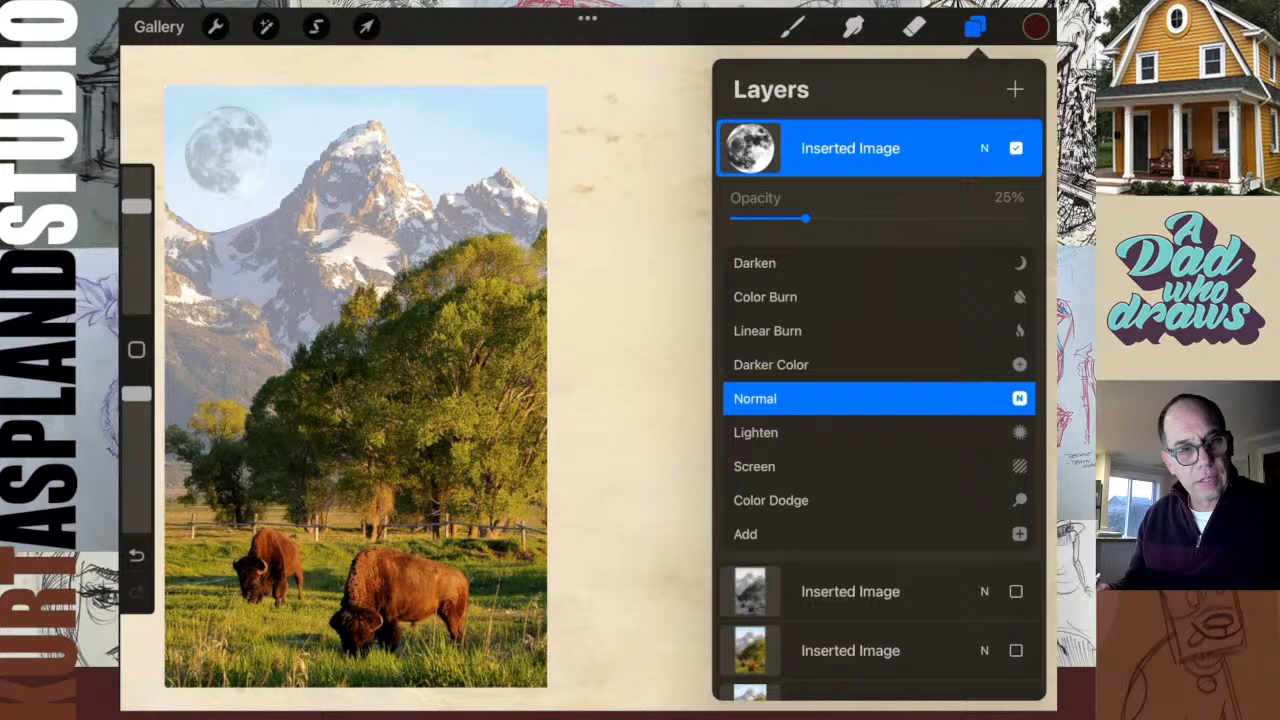 KURT ASPLAND STUDIO
Gallery
Layers
Inserted Image N
Opacity 25%
Darken
Color Burn
Linear Burn
Darker Color
Normal N
Lighten
Screen
Color Dodge
Add
Inserted Image N
Inserted Image N
A
Dad
who
draws